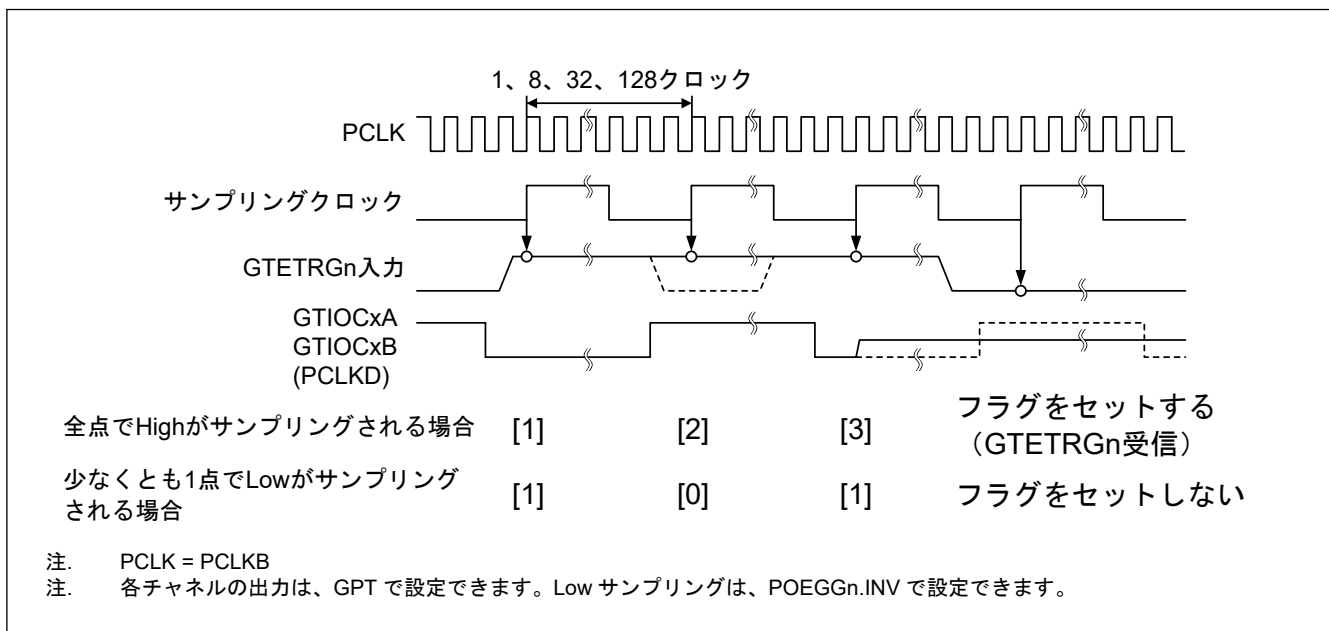 1、8、32、128クロック
PCLK
サンプリングクロック
GTETRGn入力
GTIOCxA
GTIOCxB
(PCLKD)
全点でHighがサンプリングされる場合 [1] [2] [3] フラグをセットする
（GTETRGn受信）
少なくとも1点でLowがサンプリング
される場合 [1] [0] [1] フラグをセットしない
注. PCLK = PCLKB
注. 各チャネルの出力は、GPT で設定できます。Low サンプリングは、POEGGn.INV で設定できます。